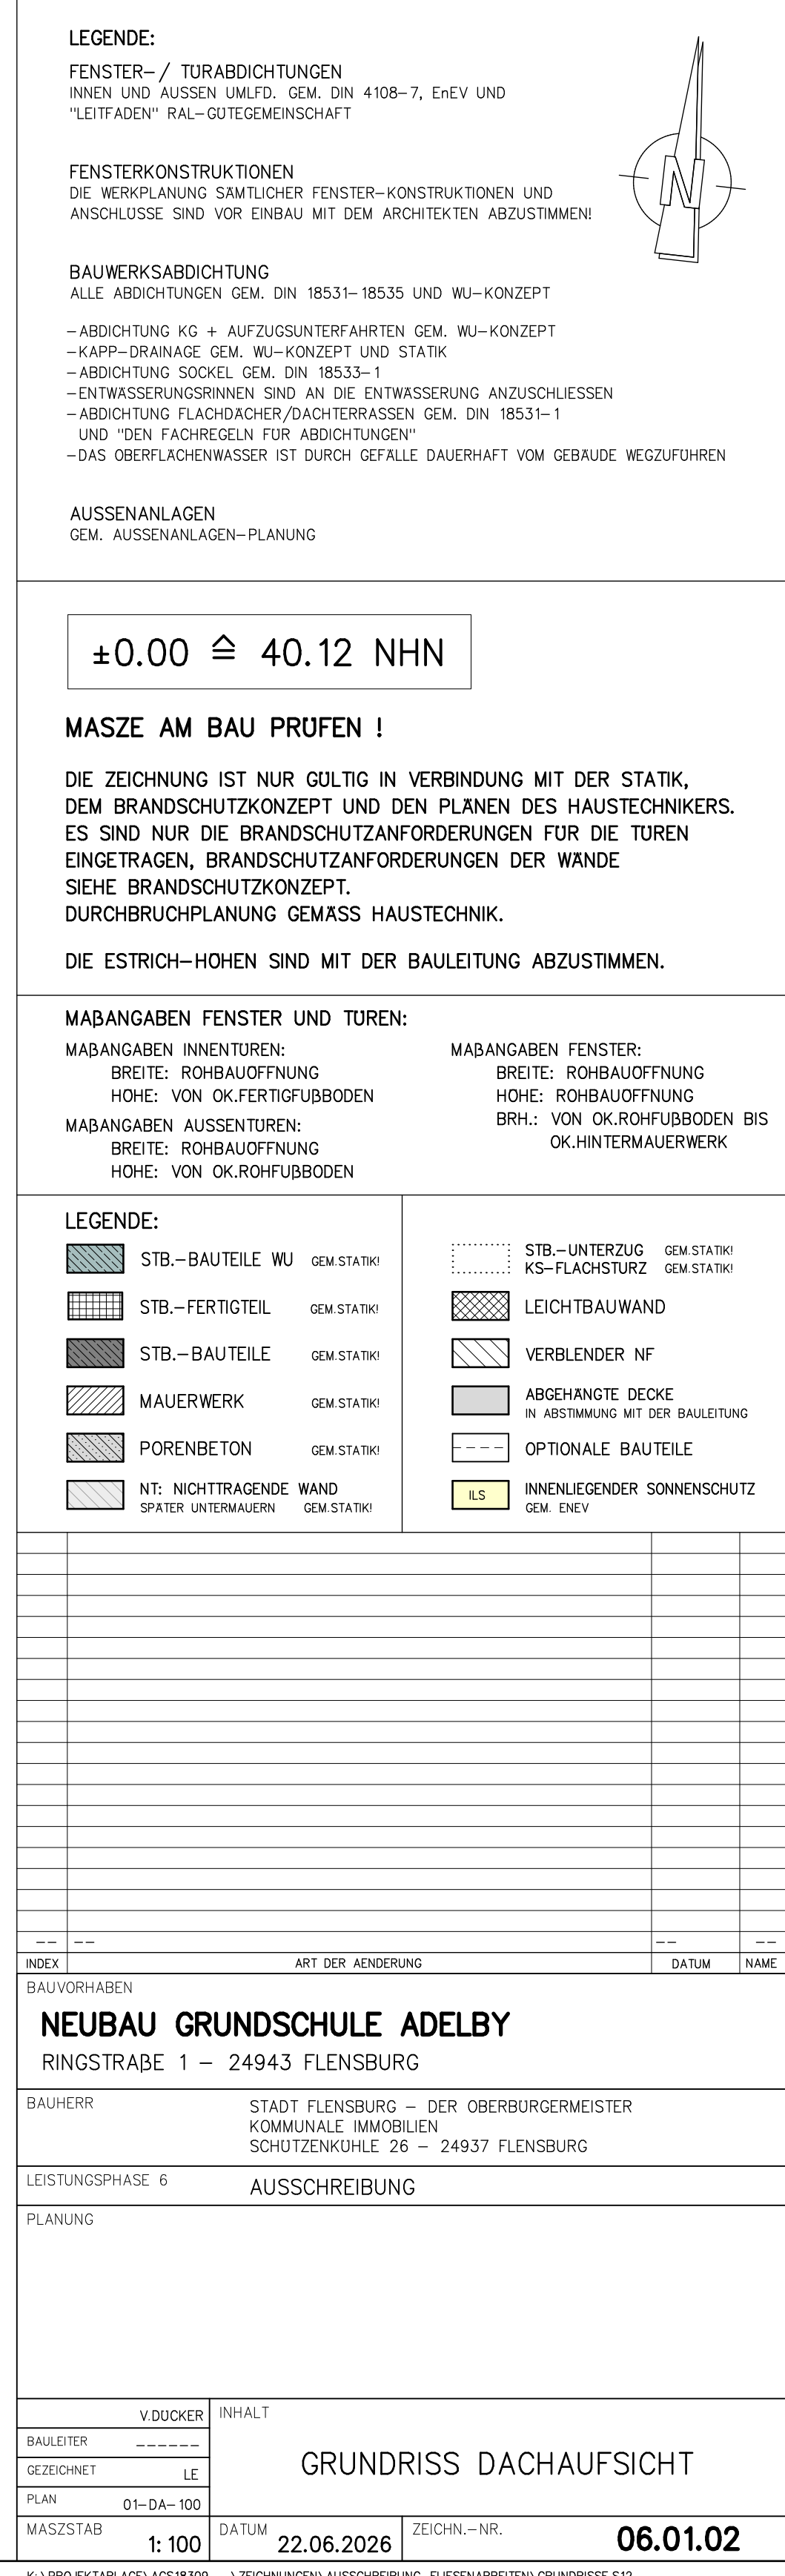 LEGENDE:
FENSTER-/ TÜRABDICHTUNGEN
INNEN UND AUSSEN UMLFD. GEM. DIN 4108-7, EnEV UND
"LEITFADEN" RAL-GÜTEGEMEINSCHAFT
FENSTERKONSTRUKTIONEN
DIE WERKPLANUNG SÄMTLICHER FENSTER-KONSTRUKTIONEN UND
ANSCHLÜSSE SIND VOR EINBAU MIT DEM ARCHITEKTEN ABZUSTIMMEN!
N
BAUWERKSABDICHTUNG
ALLE ABDICHTUNGEN GEM. DIN 18531-18535 UND WU-KONZEPT
-ABDICHTUNG KG + AUFZUGSUNTERFAHRTEN GEM. WU-KONZEPT
-KAPP-DRAINAGE GEM. WU-KONZEPT UND STATIK
-ABDICHTUNG SOCKEL GEM. DIN 18533-1
-ENTWÄSSERUNGSRINNEN SIND AN DIE ENTWÄSSERUNG ANZUSCHLIESSEN
-ABDICHTUNG FLACHDÄCHER/DACHTERRASSEN GEM. DIN 18531-1
UND "DEN FACHREGELN FÜR ABDICHTUNGEN"
-DAS OBERFLÄCHENWASSER IST DURCH GEFÄLLE DAUERHAFT VOM GEBÄUDE WEGZUFÜHREN
AUSSENANLAGEN
GEM. AUSSENANLAGEN-PLANUNG
±0.00 ≙ 40.12 NHN
MASZE AM BAU PRÜFEN !
DIE ZEICHNUNG IST NUR GÜLTIG IN VERBINDUNG MIT DER STATIK,
DEM BRANDSCHUTZKONZEPT UND DEN PLÄNEN DES HAUSTECHNIKERS.
ES SIND NUR DIE BRANDSCHUTZANFORDERUNGEN FÜR DIE TÜREN
EINGETRAGEN, BRANDSCHUTZANFORDERUNGEN DER WÄNDE
SIEHE BRANDSCHUTZKONZEPT.
DURCHBRUCHPLANUNG GEMÄSS HAUSTECHNIK.
DIE ESTRICH-HÖHEN SIND MIT DER BAULEITUNG ABZUSTIMMEN.
MAßANGABEN FENSTER UND TÜREN:
MAßANGABEN INNENTÜREN:
BREITE: ROHBAUÖFFNUNG
HÖHE: VON OK.FERTIGFUßBODEN
MAßANGABEN AUSSENTÜREN:
BREITE: ROHBAUÖFFNUNG
HÖHE: VON OK.ROHFUßBODEN
MAßANGABEN FENSTER:
BREITE: ROHBAUÖFFNUNG
HÖHE: ROHBAUÖFFNUNG
BRH.: VON OK.ROHFUßBODEN BIS
OK.HINTERMAUERWERK
LEGENDE:
STB.-BAUTEILE WU GEM.STATIK!
STB.-FERTIGTEIL GEM.STATIK!
STB.-BAUTEILE GEM.STATIK!
MAUERWERK GEM.STATIK!
PORENBETON GEM.STATIK!
NT: NICHTTRAGENDE WAND
SPÄTER UNTERMAUERN GEM.STATIK!
STB.-UNTERZUG GEM.STATIK!
KS-FLACHSTURZ GEM.STATIK!
LEICHTBAUWAND
VERBLENDER NF
ABGEHÄNGTE DECKE
IN ABSTIMMUNG MIT DER BAULEITUNG
OPTIONALE BAUTEILE
ILS INNENLIEGENDER SONNENSCHUTZ
GEM. ENEV
-- -- -- --
INDEX ART DER AENDERUNG DATUM NAME
BAUVORHABEN
NEUBAU GRUNDSCHULE ADELBY
RINGSTRAßE 1 - 24943 FLENSBURG
BAUHERR
STADT FLENSBURG - DER OBERBÜRGERMEISTER
KOMMUNALE IMMOBILIEN
SCHÜTZENKÜHLE 26 - 24937 FLENSBURG
LEISTUNGSPHASE 6 AUSSCHREIBUNG
PLANUNG
V.DÜCKER
BAULEITER ------
GEZEICHNET LE
PLAN 01-DA-100
INHALT
GRUNDRISS DACHAUFSICHT
MASZSTAB 1: 100
DATUM 22.06.2026
ZEICHN.-NR. 06.01.02